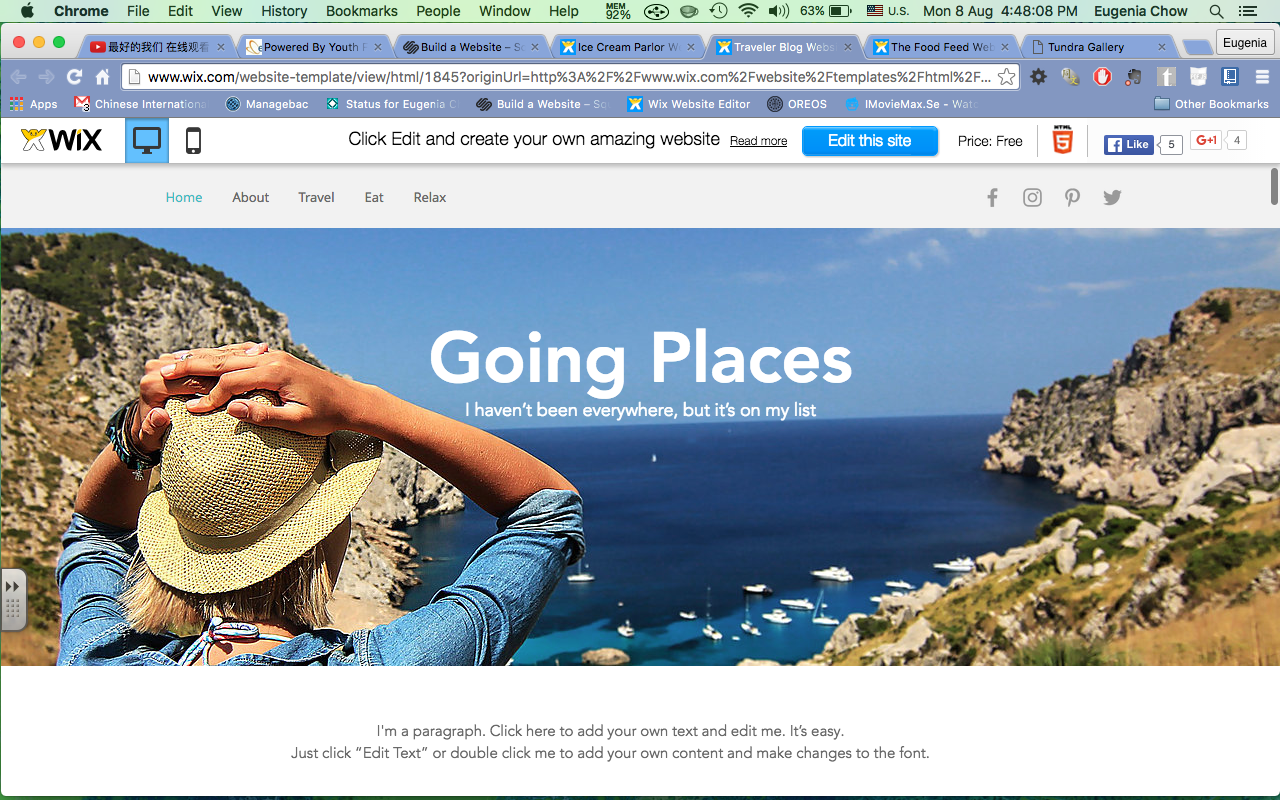 Chrome File Edit View History Bookmarks People Window Help MEM 92% 63% U.S. Mon 8 Aug 4:48:08 PM Eugenia Chow
最好的我们 在线观看 Powered By Youth Build a Website – Ice Cream Parlor W Traveler Blog Webs The Food Feed Web Tundra Gallery Eugenia
www.wix.com/website-template/view/html/1845?originUrl=http%3A%2F%2Fwww.wix.com%2Fwebsite%2Ftemplates%2Fhtml%2F...
Apps 3 Chinese Internationa Managebac Status for Eugenia C Build a Website – So Wix Website Editor OREOS IMovieMax.Se - Wat Other Bookmarks
WiX Click Edit and create your own amazing website Read more Edit this site Price: Free HTML 5 Like 5 G+1 4
Home About Travel Eat Relax
Going Places
I haven't been everywhere, but it's on my list
I'm a paragraph. Click here to add your own text and edit me. It's easy.
Just click “Edit Text” or double click me to add your own content and make changes to the font.